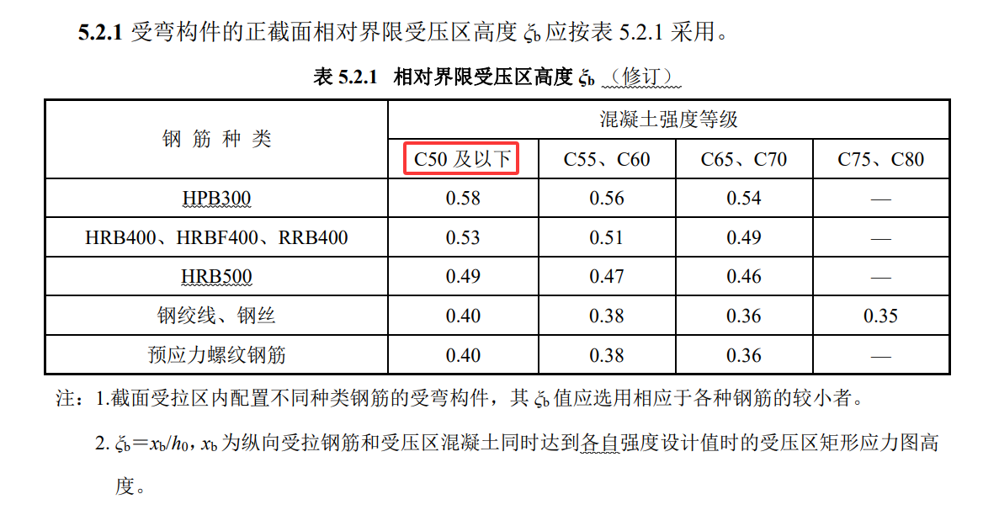 5.2.1 受弯构件的正截面相对界限受压区高度 ξb 应按表 5.2.1 采用。
表 5.2.1 相对界限受压区高度 ξb （修订）
钢 筋 种 类
混凝土强度等级
C50 及以下 C55、C60 C65、C70 C75、C80
HPB300 0.58 0.56 0.54 —
HRB400、HRBF400、RRB400 0.53 0.51 0.49 —
HRB500 0.49 0.47 0.46 —
钢绞线、钢丝 0.40 0.38 0.36 0.35
预应力螺纹钢筋 0.40 0.38 0.36 —
注：1.截面受拉区内配置不同种类钢筋的受弯构件，其 ξb 值应选用相应于各种钢筋的较小者。
2. ξb＝xb/h0，xb 为纵向受拉钢筋和受压区混凝土同时达到各自强度设计值时的受压区矩形应力图高
度。